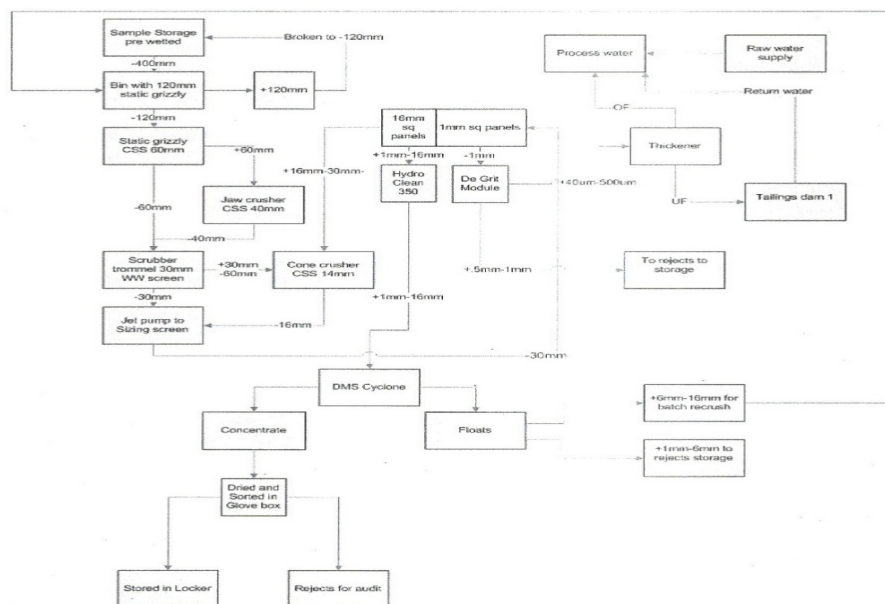 Sample Storage
pre wetted
Broken to -120mm
-400mm
Bin with 120mm
static grizzly
+120mm
-120mm
Static grizzly
CSS 60mm
+60mm
Jaw crusher
CSS 40mm
-60mm
-40mm
Scrubber
trommel 30mm
WW screen
+30mm
-60mm
Cone crusher
CSS 14mm
-30mm
-16mm
Jet pump to
Sizing screen
-30mm
16mm
sq
panels
1mm sq panels
+16mm-30mm-
+1mm-16mm
-1mm
Hydro
Clean
350
De Grit
Module
+40um-500um
+.5mm-1mm
+1mm-16mm
Process water
Raw water
supply
Return water
OF
Thickener
UF
Tailings dam 1
To rejects to
storage
DMS Cyclone
Concentrate
Floats
+6mm-16mm for
batch recrush
+1mm-6mm to
rejects storage
Dried and
Sorted in
Glove box
Stored in Locker
Rejects for audit